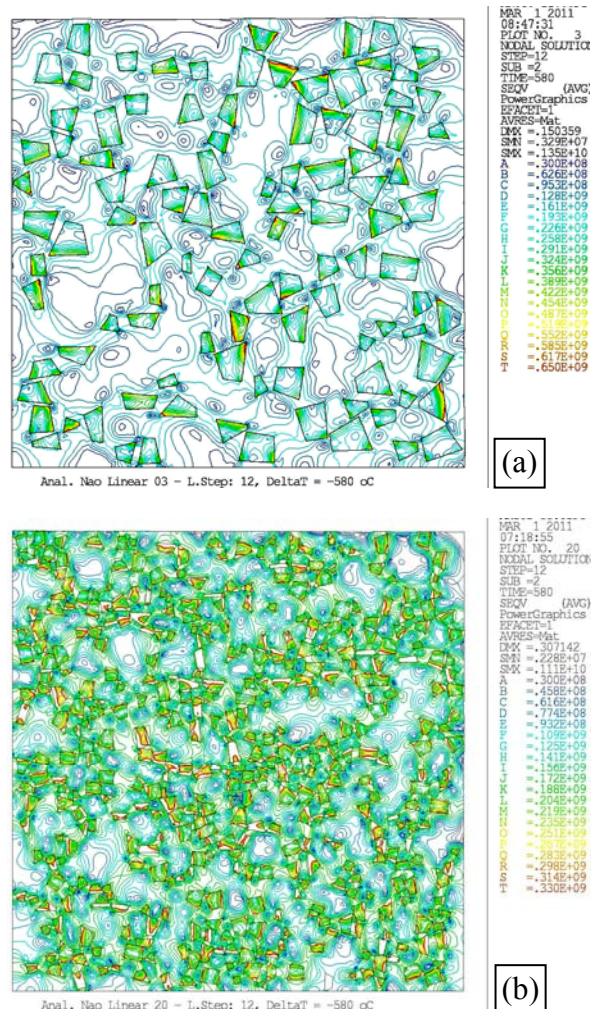 MAR 1 2011
08:47:31
PLOT NO. 3
NODAL SOLUTION
STEP=12
SUB =2
TIME=580
SEQV (AVG)
PowerGraphics
EFACET=1
AVRES=Mat
DMX =.150359
SMN =.329E+07
SMX =.135E+10
A =.300E+08
B =.626E+08
C =.953E+08
D =.128E+09
E =.161E+09
F =.193E+09
G =.226E+09
H =.258E+09
I =.291E+09
J =.324E+09
K =.356E+09
L =.389E+09
M =.422E+09
N =.454E+09
O =.487E+09
P =.519E+09
Q =.552E+09
R =.585E+09
S =.617E+09
T =.650E+09
(a)
Anal. Nao Linear 03 - L.Step: 12, DeltaT = -580 oC
MAR 1 2011
07:18:55
PLOT NO. 20
NODAL SOLUTION
STEP=12
SUB =2
TIME=580
SEQV (AVG)
PowerGraphics
EFACET=1
AVRES=Mat
DMX =.307142
SMN =.228E+07
SMX =.111E+10
A =.300E+08
B =.458E+08
C =.616E+08
D =.774E+08
E =.932E+08
F =.109E+09
G =.125E+09
H =.141E+09
I =.156E+09
J =.172E+09
K =.188E+09
L =.204E+09
M =.219E+09
N =.235E+09
O =.251E+09
Q =.283E+09
R =.298E+09
S =.314E+09
T =.330E+09
(b)
Anal. Nao Linear 20 - L.Step: 12, DeltaT = -580 oC